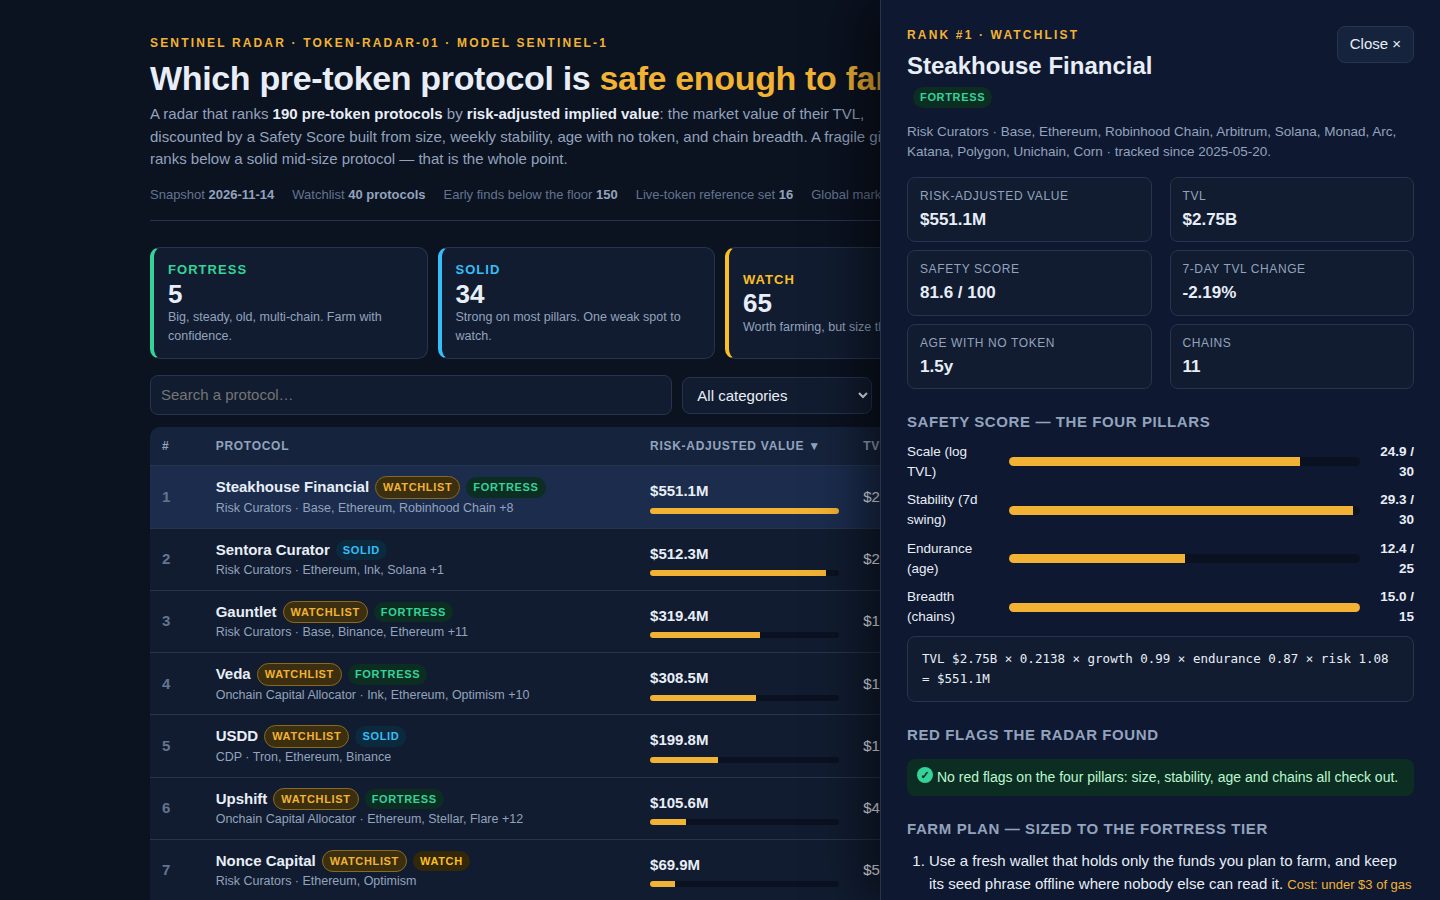 SENTINEL RADAR · TOKEN-RADAR-01 · MODEL SENTINEL-1
Which pre-token protocol is safe enough to
A radar that ranks 190 pre-token protocols by risk-adjusted implied value: the market value of their TVL,
discounted by a Safety Score built from size, weekly stability, age with no token, and chain breadth. A fragile
ranks below a solid mid-size protocol — that is the whole point.
Snapshot 2026-11-14 Watchlist 40 protocols Early finds below the floor 150 Live-token reference set 16 Global
FORTRESS
5
Big, steady, old, multi-chain. Farm with
confidence.
SOLID
34
Strong on most pillars. One weak spot to
watch.
WATCH
65
Worth farming, but size
Search a protocol…
All categories
# PROTOCOL RISK-ADJUSTED VALUE ▼ TV
1 Steakhouse Financial WATCHLIST FORTRESS $551.1M $2
Risk Curators · Base, Ethereum, Robinhood Chain +8
2 Sentora Curator SOLID $512.3M $2
Risk Curators · Ethereum, Ink, Solana +1
3 Gauntlet WATCHLIST FORTRESS $319.4M $1
Risk Curators · Base, Binance, Ethereum +11
4 Veda WATCHLIST FORTRESS $308.5M $1
Onchain Capital Allocator · Ink, Ethereum, Optimism +10
5 USDD WATCHLIST SOLID $199.8M $1
CDP · Tron, Ethereum, Binance
6 Upshift WATCHLIST FORTRESS $105.6M $4
Onchain Capital Allocator · Ethereum, Stellar, Flare +12
7 Nonce Capital WATCHLIST WATCH $69.9M $5
Risk Curators · Ethereum, Optimism
RANK #1 · WATCHLIST
Close ×
Steakhouse Financial
FORTRESS
Risk Curators · Base, Ethereum, Robinhood Chain, Arbitrum, Solana, Monad, Arc,
Katana, Polygon, Unichain, Corn · tracked since 2025-05-20.
RISK-ADJUSTED VALUE
$551.1M
TVL
$2.75B
SAFETY SCORE
81.6 / 100
7-DAY TVL CHANGE
-2.19%
AGE WITH NO TOKEN
1.5y
CHAINS
11
SAFETY SCORE — THE FOUR PILLARS
Scale (log
TVL)
24.9 /
30
Stability (7d
swing)
29.3 /
30
Endurance
(age)
12.4 /
25
Breadth
(chains)
15.0 /
15
TVL $2.75B × 0.2138 × growth 0.99 × endurance 0.87 × risk 1.08
= $551.1M
RED FLAGS THE RADAR FOUND
✓ No red flags on the four pillars: size, stability, age and chains all check out.
FARM PLAN — SIZED TO THE FORTRESS TIER
1. Use a fresh wallet that holds only the funds you plan to farm, and keep
its seed phrase offline where nobody else can read it. Cost: under $3 of gas